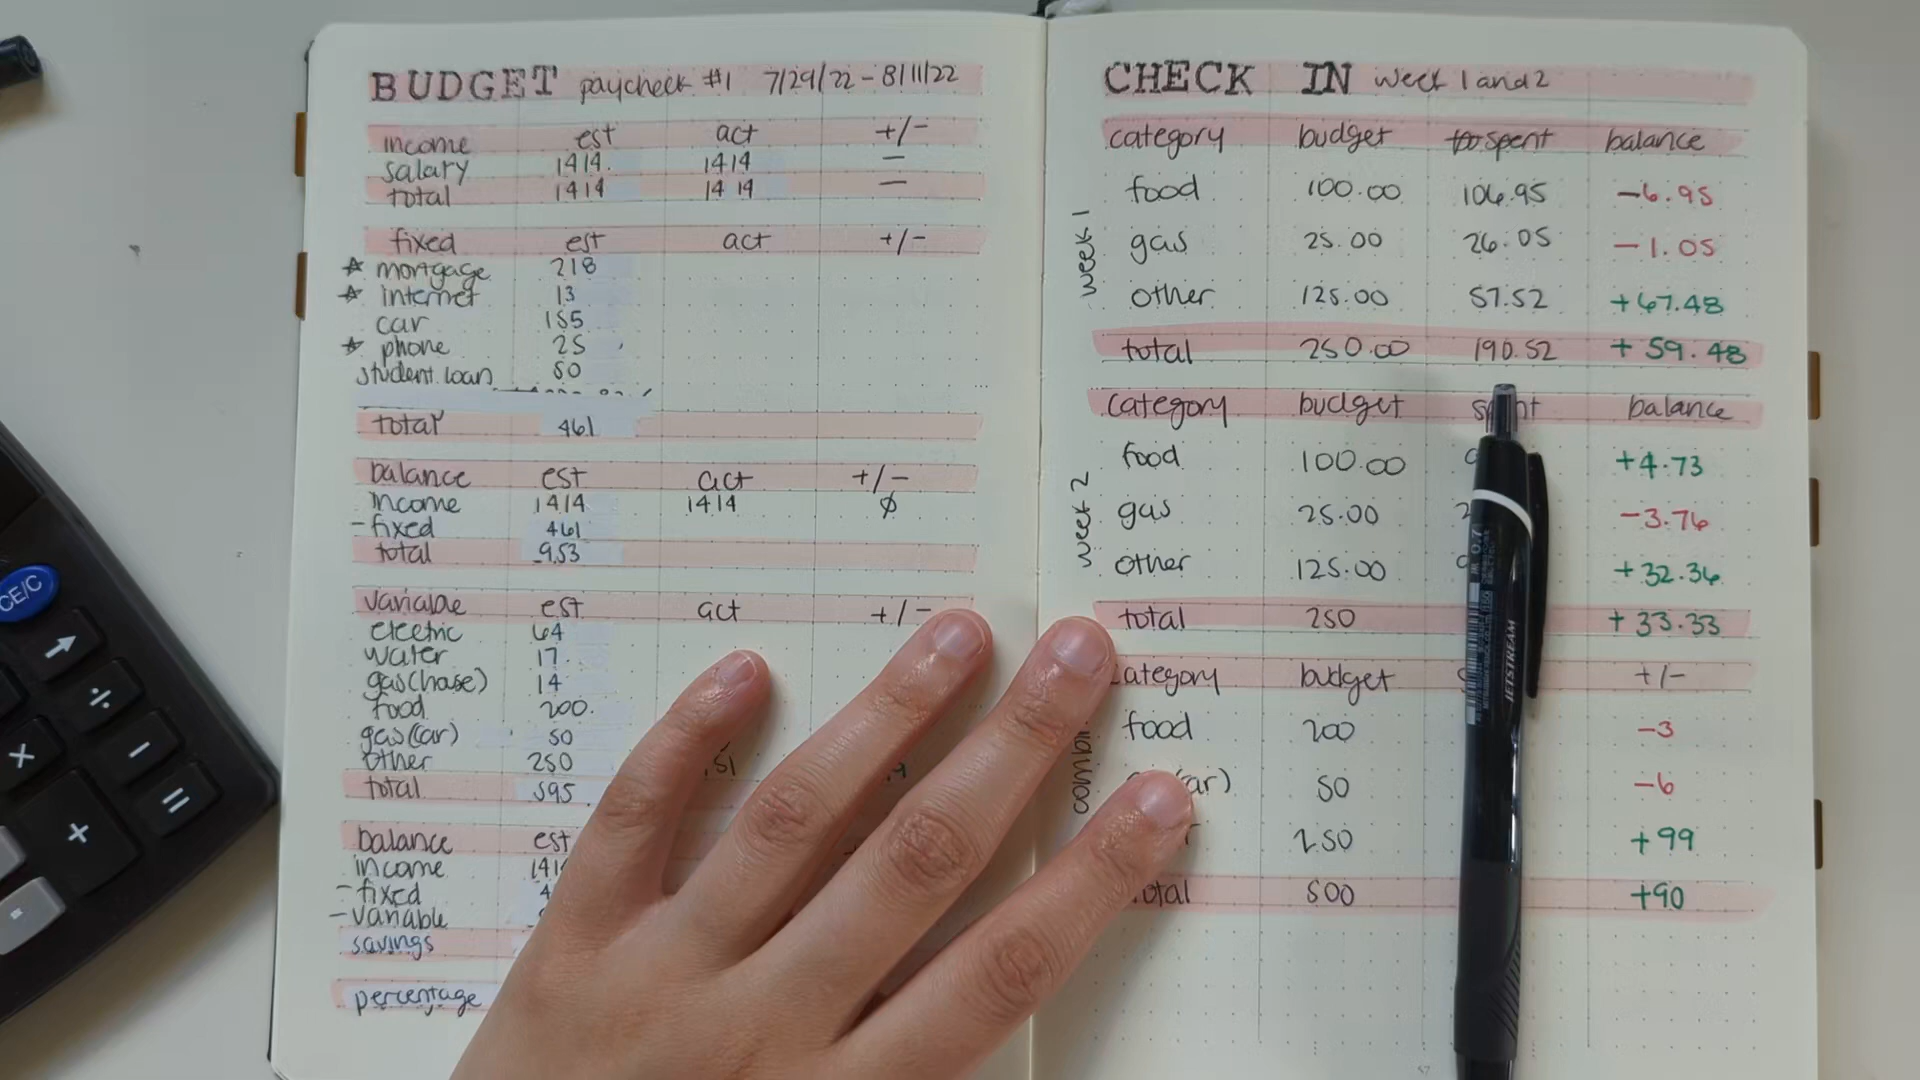 BUDGET paycheck #1 7/29/22 - 8/11/22
income est act +/-
salary 1414. 1414 —
total 1414 1414 —
fixed est act +/-
☆ mortgage 218
☆ internet 13
car 155
☆ phone 25
student loan 50
total 461
balance est act +/-
income 1414 1414 Ø
- fixed 461
total 953
variable est act +/-
electric 64
water 17.
gas (house) 14
food 200.
gas (car) 50
other 250
total 595
balance est
income
- fixed
- variable
savings
percentage
CHECK IN week 1 and 2
category budget spent balance
week 1
food 100.00 106.95 -6.95
gas 25.00 26.05 -1.05
other 125.00 57.52 +67.48
total 250.00 190.52 +59.48
category budget spent balance
week 2
food 100.00 +4.73
gas 25.00 -3.76
other 125.00 +32.36
total 250 +33.33
category budget +/-
food 200 -3
50 -6
250 +99
total 500 +90
0.7
JETSTREAM
CE/C
→
÷
×
-
+
=